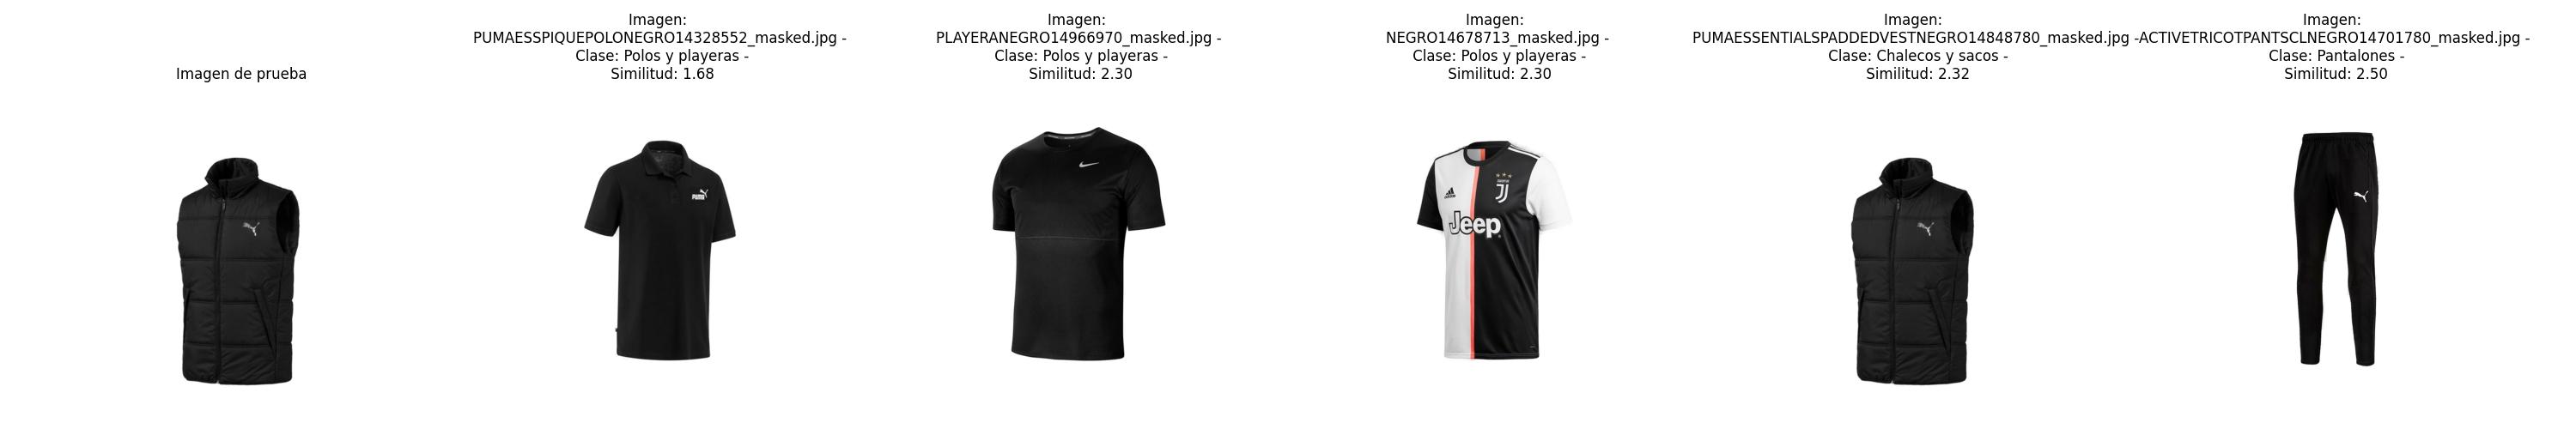 Imagen de prueba
Imagen:
PUMAESSPIQUEPOLONEGRO14328552_masked.jpg -
Clase: Polos y playeras -
Similitud: 1.68
Imagen:
PLAYERANEGRO14966970_masked.jpg -
Clase: Polos y playeras -
Similitud: 2.30
Imagen:
NEGRO14678713_masked.jpg -
Clase: Polos y playeras -
Similitud: 2.30
Imagen:
PUMAESSENTIALSPADDEDVESTNEGRO14848780_masked.jpg -
Clase: Chalecos y sacos -
Similitud: 2.32
Imagen:
ACTIVETRICOTPANTSCLNEGRO14701780_masked.jpg -
Clase: Pantalones -
Similitud: 2.50
PUMA
Jeep